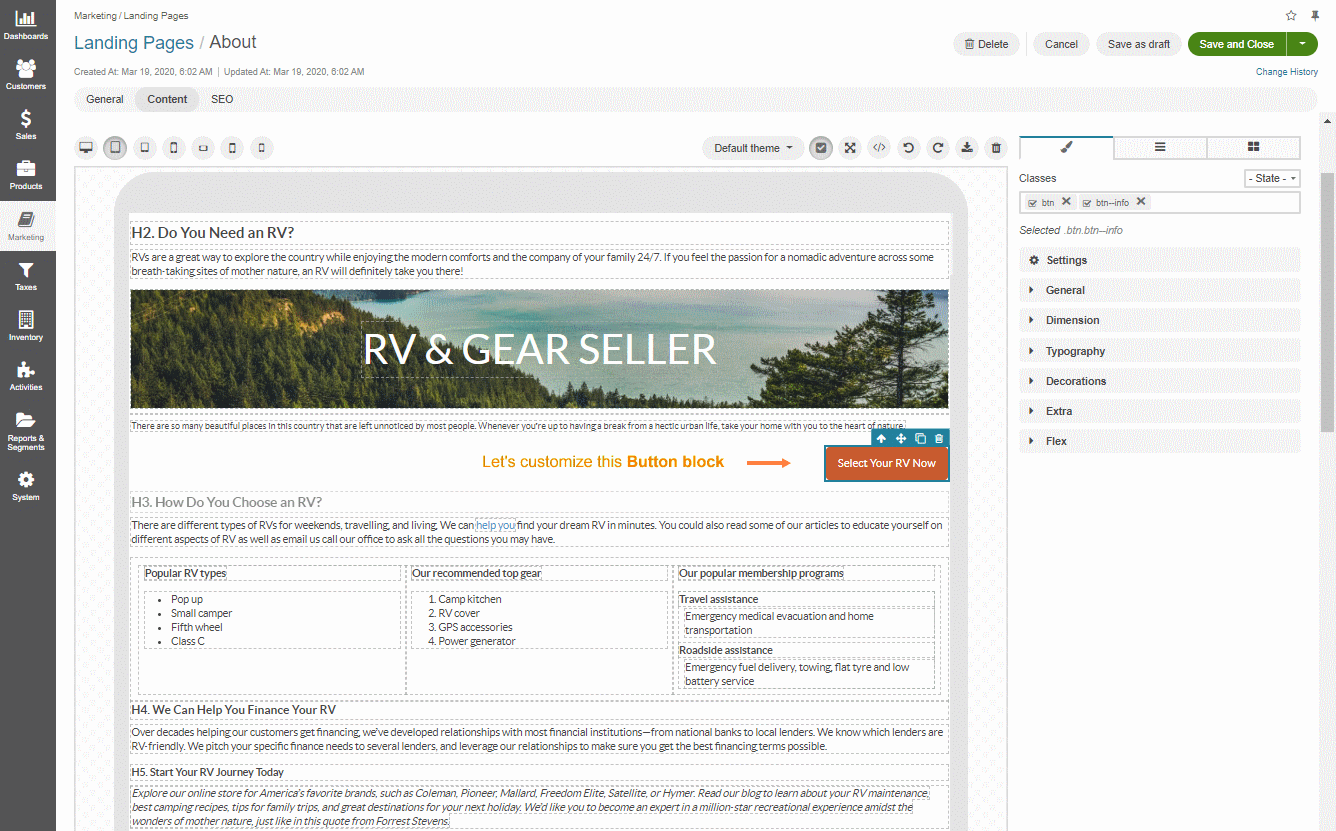 Dashboards
Customers
Sales
Products
Marketing
Taxes
Inventory
Activities
Reports &
Segments
System
Marketing / Landing Pages
Landing Pages / About
Delete
Cancel
Save as draft
Save and Close
Created At: Mar 19, 2020, 6:02 AM | Updated At: Mar 19, 2020, 6:02 AM
Change History
General
Content
SEO
Default theme
H2. Do You Need an RV?
RVs are a great way to explore the country while enjoying the modern comforts and the company of your family 24/7. If you feel the passion for a nomadic adventure across some
breath-taking sites of mother nature, an RV will definitely take you there!
RV & GEAR SELLER
There are so many beautiful places in this country that are left unnoticed by most people. Whenever you're up to having a break from a hectic urban life, take your home with you to the heart of nature.
Let's customize this Button block
Select Your RV Now
H3. How Do You Choose an RV?
There are different types of RVs for weekends, travelling, and living. We can help you find your dream RV in minutes. You could also read some of our articles to educate yourself on
different aspects of RV as well as email us call our office to ask all the questions you may have.
Popular RV types
• Pop up
• Small camper
• Fifth wheel
• Class C
Our recommended top gear
1. Camp kitchen
2. RV cover
3. GPS accessories
4. Power generator
Our popular membership programs
Travel assistance
Emergency medical evacuation and home
transportation
Roadside assistance
Emergency fuel delivery, towing, flat tyre and low
battery service
H4. We Can Help You Finance Your RV
Over decades helping our customers get financing, we've developed relationships with most financial institutions—from national banks to local lenders. We know which lenders are
RV-friendly. We pitch your specific finance needs to several lenders, and leverage our relationships to make sure you get the best financing terms possible.
H5. Start Your RV Journey Today
Explore our online store for America's favorite brands, such as Coleman, Pioneer, Mallard, Freedom Elite, Satellite, or Hymer. Read our blog to learn about your RV maintenance,
best camping recipes, tips for family trips, and great destinations for your next holiday. We'd like you to become an expert in a million-star recreational experience amidst the
wonders of mother nature, just like in this quote from Forrest Stevens.
Classes
- State -
btn
btn--info
Selected .btn.btn--info
Settings
General
Dimension
Typography
Decorations
Extra
Flex